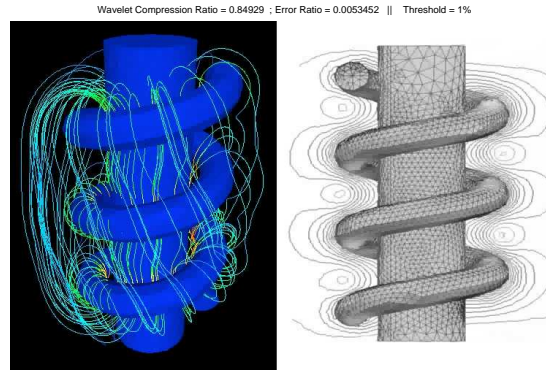 Wavelet Compression Ratio = 0.84929 ; Error Ratio = 0.0053452 || Threshold = 1%